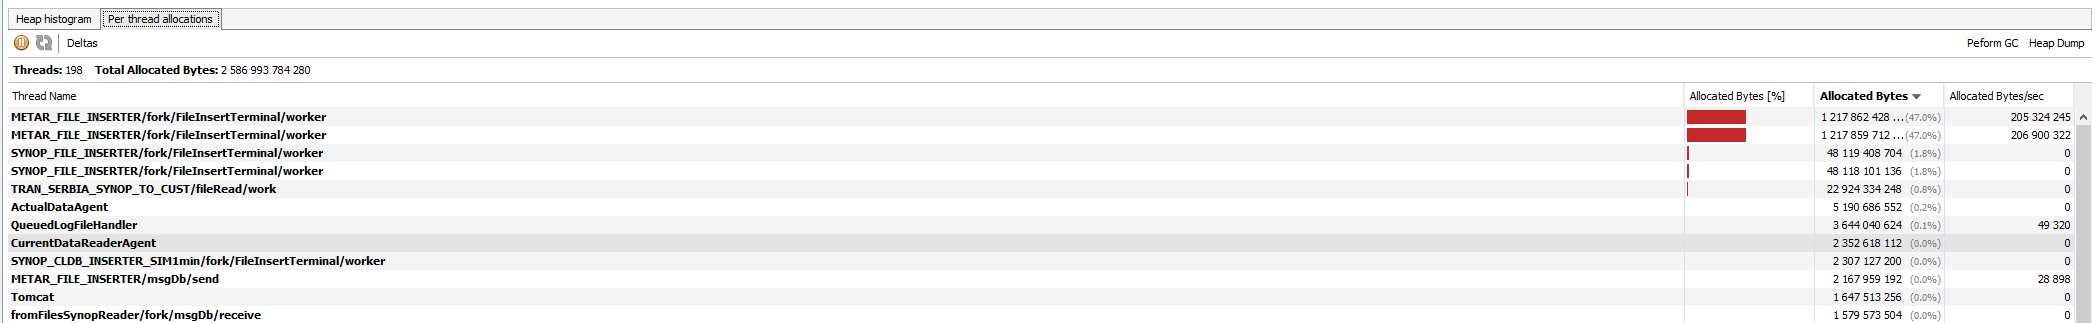 Heap histogram Per thread allocations
Deltas Peform GC Heap Dump
Threads: 198 Total Allocated Bytes: 2 586 993 784 280
Thread Name Allocated Bytes [%] Allocated Bytes Allocated Bytes/sec
METAR_FILE_INSERTER/fork/FileInsertTerminal/worker 1 217 862 428 ...(47.0%) 205 324 245
METAR_FILE_INSERTER/fork/FileInsertTerminal/worker 1 217 859 712 ...(47.0%) 206 900 322
SYNOP_FILE_INSERTER/fork/FileInsertTerminal/worker 48 119 408 704 (1.8%) 0
SYNOP_FILE_INSERTER/fork/FileInsertTerminal/worker 48 118 101 136 (1.8%) 0
TRAN_SERBIA_SYNOP_TO_CUST/fileRead/work 22 924 334 248 (0.8%) 0
ActualDataAgent 5 190 686 552 (0.2%) 0
QueuedLogFileHandler 3 644 040 624 (0.1%) 49 320
CurrentDataReaderAgent 2 352 618 112 (0.0%) 0
SYNOP_CLDB_INSERTER_SIM1min/fork/FileInsertTerminal/worker 2 307 127 200 (0.0%) 0
METAR_FILE_INSERTER/msgDb/send 2 167 959 192 (0.0%) 28 898
Tomcat 1 647 513 256 (0.0%) 0
fromFilesSynopReader/fork/msgDb/receive 1 579 573 504 (0.0%) 0